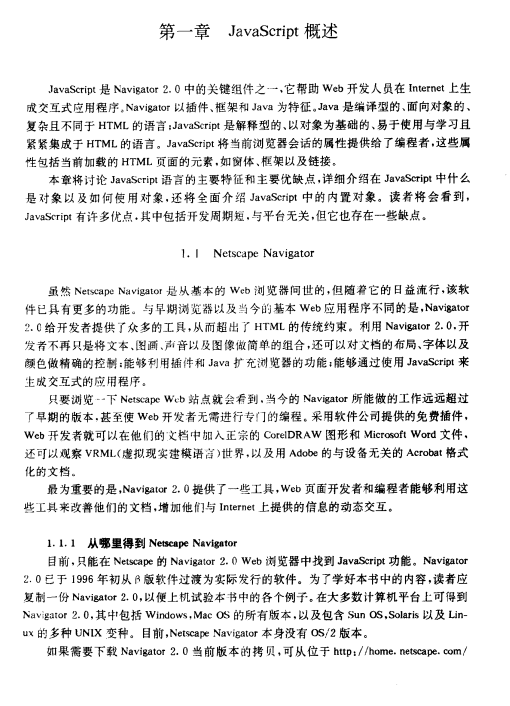 第一章 JavaScript 概述
JavaScript 是 Navigator 2.0 中的关键组件之一,它帮助 Web 开发人员在 Internet 上生
成交互式应用程序。Navigator 以插件、框架和 Java 为特征。Java 是编译型的、面向对象的、
复杂且不同于 HTML 的语言;JavaScript 是解释型的、以对象为基础的、易于使用与学习且
紧紧集成于 HTML 的语言。JavaScript 将当前浏览器会话的属性提供给了编程者,这些属
性包括当前加载的 HTML 页面的元素,如窗体、框架以及链接。
本章将讨论 JavaScript 语言的主要特征和主要优缺点,详细介绍在 JavaScript 中什么
是对象以及如何使用对象,还将全面介绍 JavaScript 中的内置对象。读者将会看到,
JavaScript 有许多优点,其中包括开发周期短,与平台无关,但它也存在一些缺点。
1.1 Netscape Navigator
虽然 Netscape Navigator 是从基本的 Web 浏览器问世的,但随着它的日益流行,该软
件已具有更多的功能。与早期浏览器以及当今的基本 Web 应用程序不同的是,Navigator
2.0 给开发者提供了众多的工具,从而超出了 HTML 的传统约束。利用 Navigator 2.0,开
发者不再只是将文本、图画、声音以及图像做简单的组合,还可以对文档的布局、字体以及
颜色做精确的控制;能够利用插件和 Java 扩充浏览器的功能;能够通过使用 JavaScript 来
生成交互式的应用程序。
只要浏览一下 Netscape Web 站点就会看到,当今的 Navigator 所能做的工作远远超过
了早期的版本,甚至使 Web 开发者无需进行专门的编程。采用软件公司提供的免费插件,
Web 开发者就可以在他们的文档中加入正宗的 CorelDRAW 图形和 Microsoft Word 文件,
还可以观察 VRML(虚拟现实建模语言)世界,以及用 Adobe 的与设备无关的 Acrobat 格式
化的文档。
最为重要的是,Navigator 2.0 提供了一些工具,Web 页面开发者和编程者能够利用这
些工具来改善他们的文档,增加他们与 Internet 上提供的信息的动态交互。
1.1.1 从哪里得到 Netscape Navigator
目前,只能在 Netscape 的 Navigator 2.0 Web 浏览器中找到 JavaScript 功能。Navigator
2.0 已于 1996 年初从 β 版软件过渡为实际发行的软件。为了学好本书中的内容,读者应
复制一份 Navigator 2.0,以便上机试验本书中的各个例子。在大多数计算机平台上可得到
Navigator 2.0,其中包括 Windows,Mac OS 的所有版本,以及包含 Sun OS,Solaris 以及 Lin-
ux 的多种 UNIX 变种。目前,Netscape Navigator 本身没有 OS/2 版本。
如果需要下载 Navigator 2.0 当前版本的拷贝,可从位于 http://home.netscape.com/